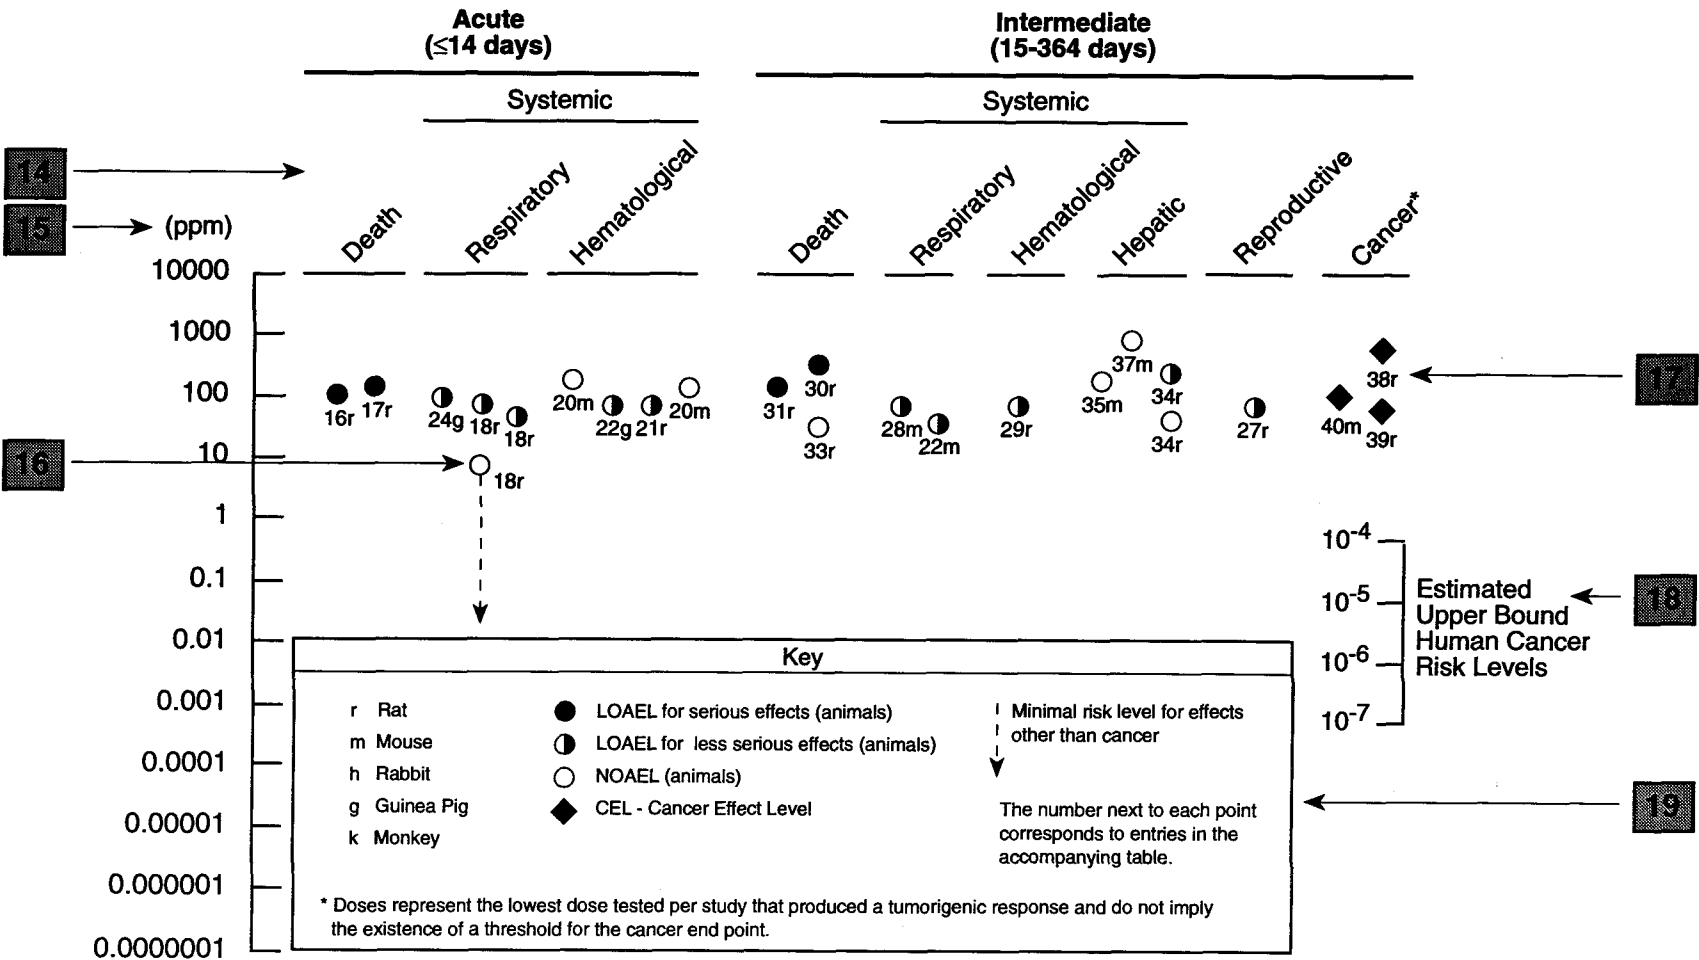 Acute
(≤14 days)
Intermediate
(15-364 days)
Systemic
Systemic
14
15
(ppm)
Death
Respiratory
Hematological
Death
Respiratory
Hematological
Hepatic
Reproductive
Cancer*
10000
1000
100
10
1
0.1
0.01
0.001
0.0001
0.00001
0.000001
0.0000001
16r
17r
24g
18r
18r
20m
22g
21r
20m
31r
30r
33r
28m
22m
29r
35m
37m
34r
34r
27r
40m
38r
39r
17
16
18r
10-4
10-5
10-6
10-7
Estimated
Upper Bound
Human Cancer
Risk Levels
18
Key
r Rat
m Mouse
h Rabbit
g Guinea Pig
k Monkey
LOAEL for serious effects (animals)
LOAEL for less serious effects (animals)
NOAEL (animals)
CEL - Cancer Effect Level
Minimal risk level for effects
other than cancer
The number next to each point
corresponds to entries in the
accompanying table.
19
* Doses represent the lowest dose tested per study that produced a tumorigenic response and do not imply
the existence of a threshold for the cancer end point.